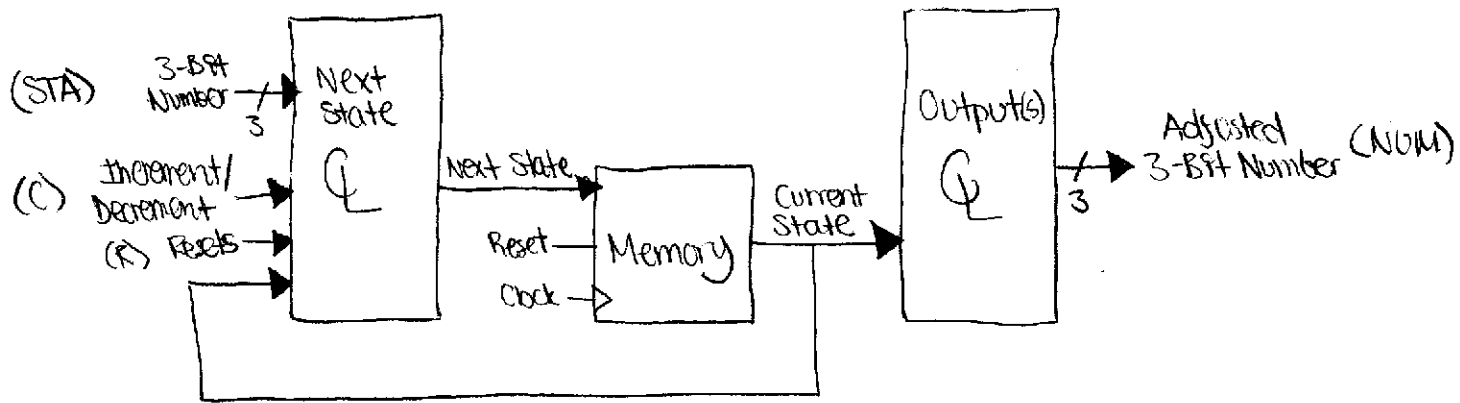 (STA)
3-Bit
Number
3
(C)
Increment/
Decrement
(R) Resets
Next
State
CL
Next State
Reset
Clock
Memory
Current
State
Output(s)
CL
3
Adjusted
3-Bit Number
(NUM)